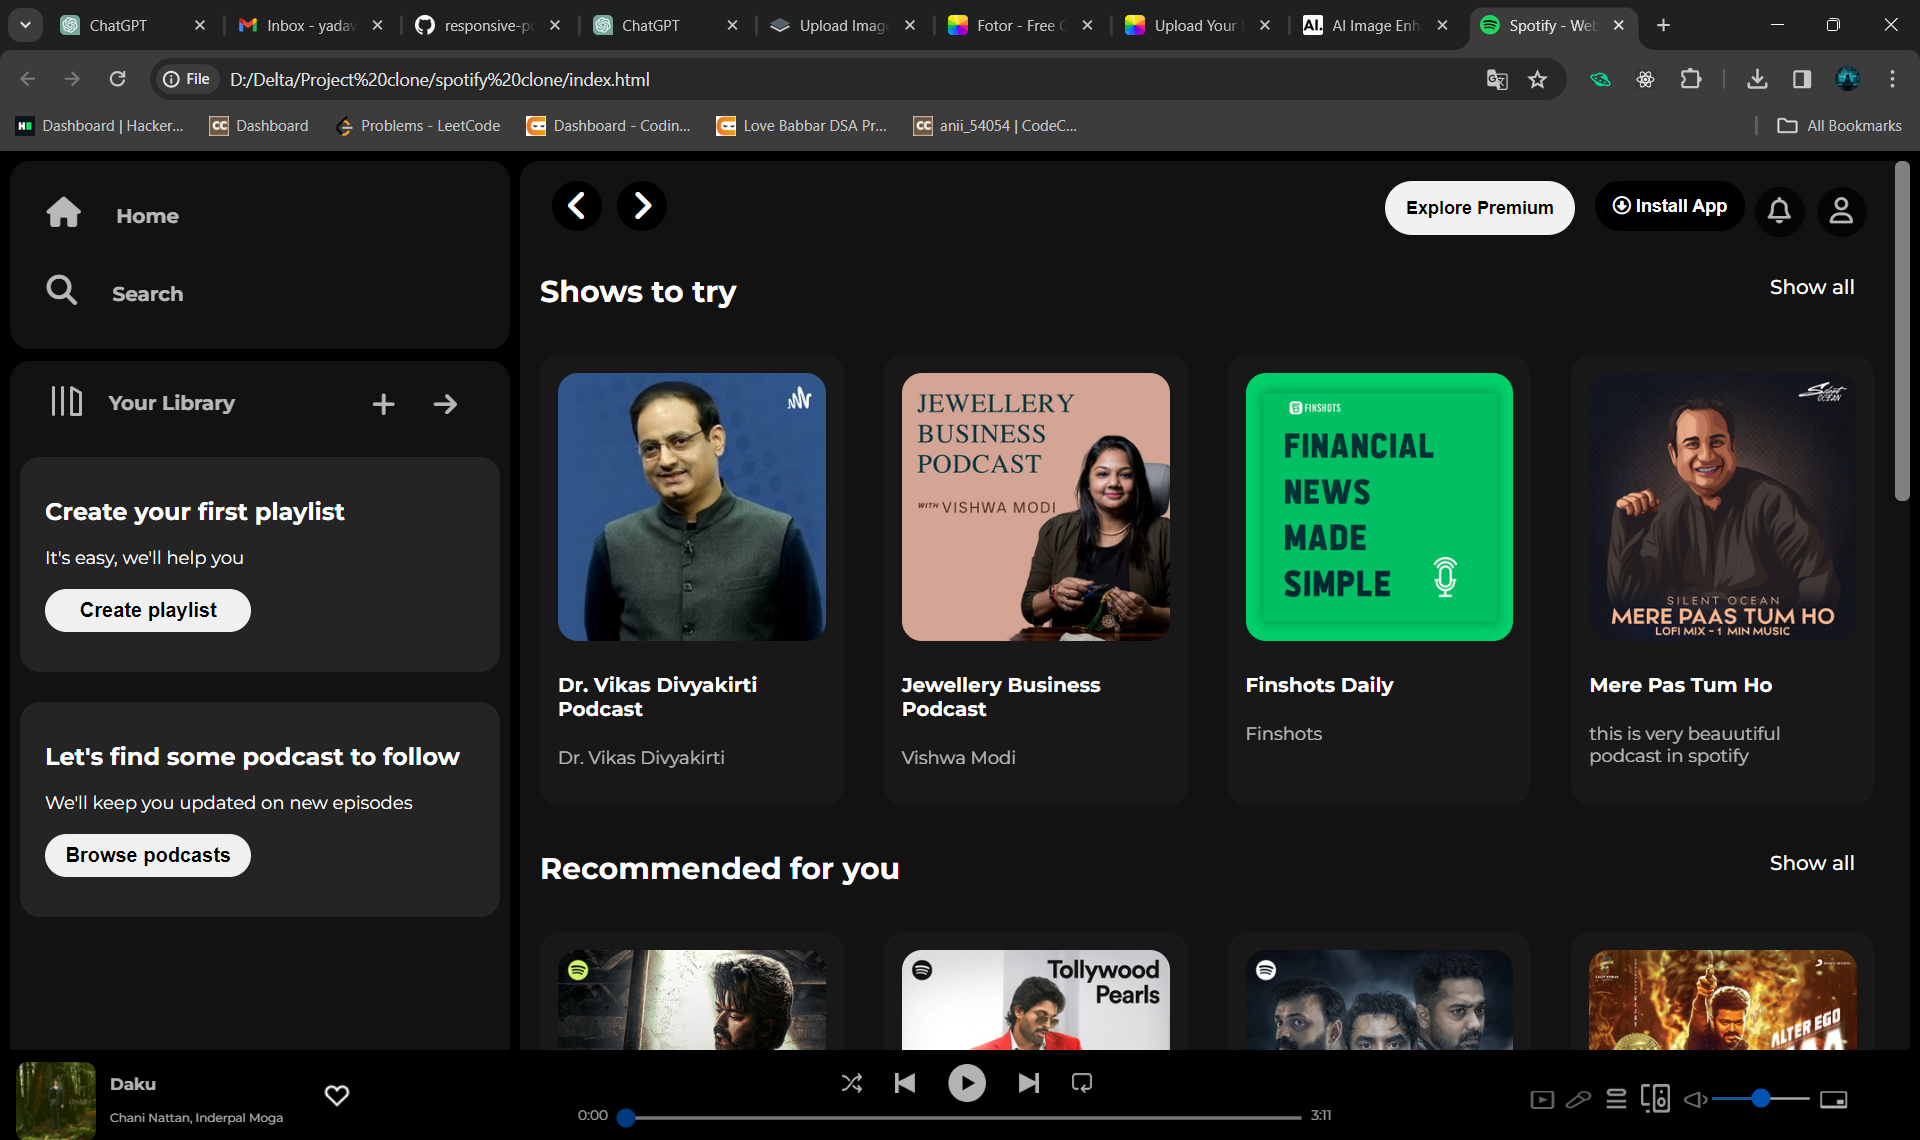 ChatGPT
Inbox - yadav
responsive-po
ChatGPT
Upload Image
Fotor - Free O
Upload Your
AI.
AI Image Enh
Spotify - Web
File
D:/Delta/Project%20clone/spotify%20clone/index.html
Dashboard | Hacker...
CC
Dashboard
Problems - LeetCode
Dashboard - Codin...
Love Babbar DSA Pr...
CC
anii_54054 | CodeC...
All Bookmarks
Home
Search
Your Library
Create your first playlist
It's easy, we'll help you
Create playlist
Let's find some podcast to follow
We'll keep you updated on new episodes
Browse podcasts
Explore Premium
Install App
Shows to try
Show all
JEWELLERY
BUSINESS
PODCAST
WITH VISHWA MODI
FINSHOTS
FINANCIAL
NEWS
MADE
SIMPLE
Silent
OCEAN
SILENT OCEAN
MERE PAAS TUM HO
LOFI MIX - 1 MIN MUSIC
Dr. Vikas Divyakirti
Podcast
Dr. Vikas Divyakirti
Jewellery Business
Podcast
Vishwa Modi
Finshots Daily
Finshots
Mere Pas Tum Ho
this is very beauutiful
podcast in spotify
Recommended for you
Show all
Tollywood
Pearls
ALTER EGO
Daku
Chani Nattan, Inderpal Moga
0:00
3:11